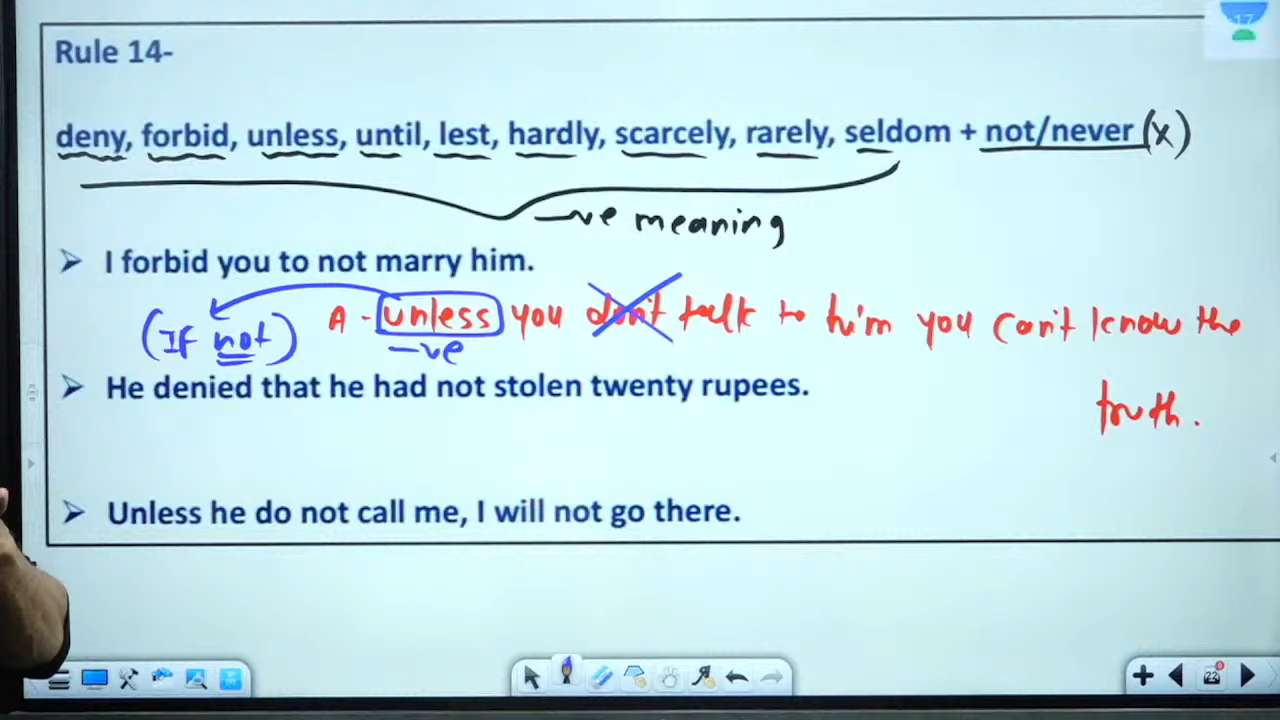 17
Rule 14-
deny, forbid, unless, until, lest, hardly, scarcely, rarely, seldom + not/never (x)
-ve meaning
I forbid you to not marry him.
(If not) A - unless you don't talk to him you can't know the
-ve
He denied that he had not stolen twenty rupees.
truth.
Unless he do not call me, I will not go there.
22